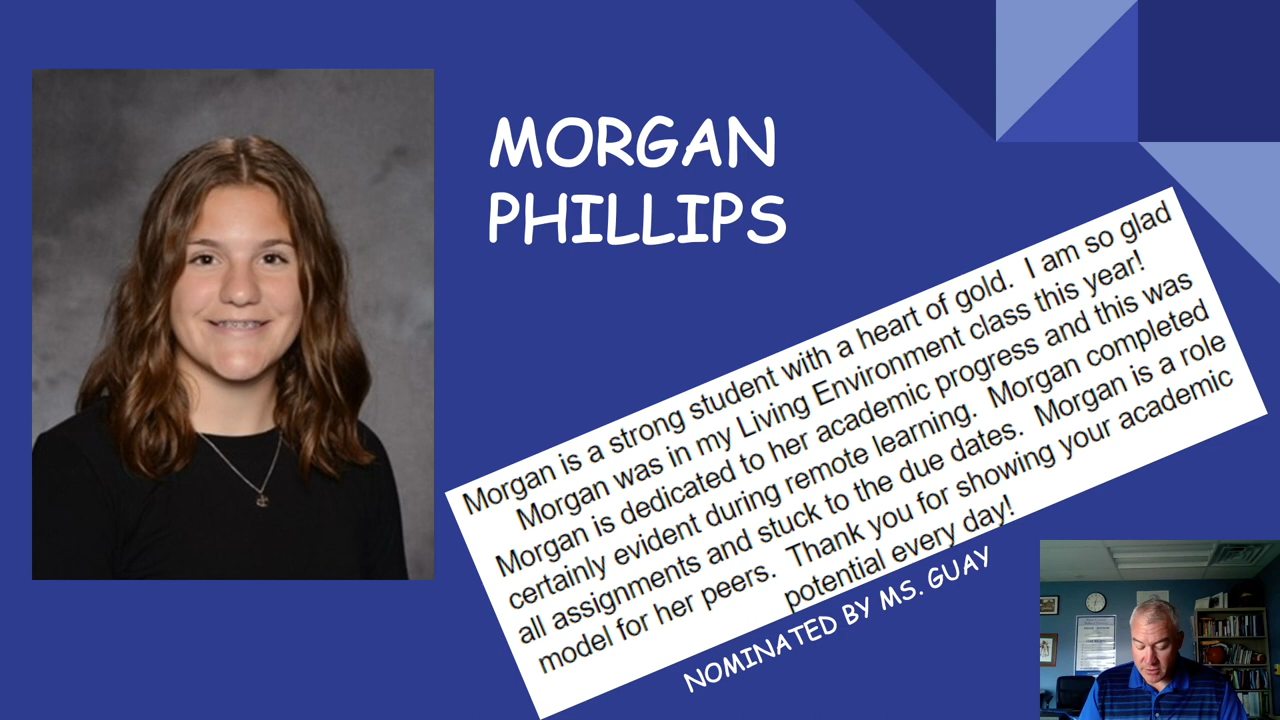 MORGAN
PHILLIPS
Morgan is a strong student with a heart of gold. I am so glad
Morgan was in my Living Environment class this year!
Morgan is dedicated to her academic progress and this was
certainly evident during remote learning. Morgan completed
all assignments and stuck to the due dates. Morgan is a role
model for her peers. Thank you for showing your academic
potential every day!
NOMINATED BY MS. GUAY